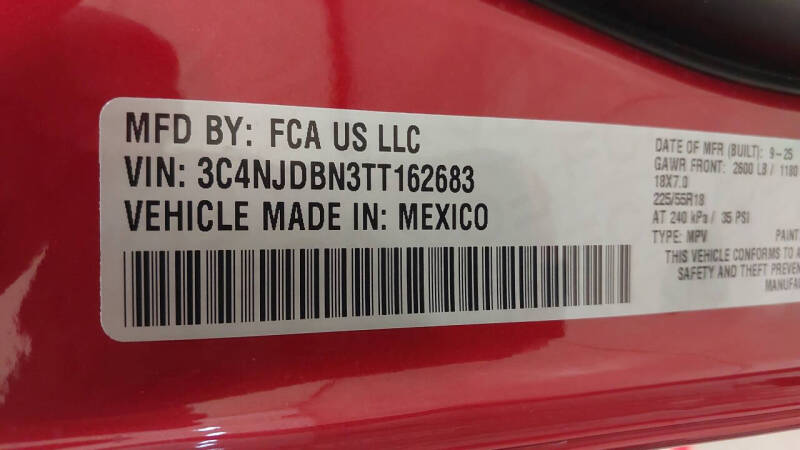 MFD BY: FCA US LLC
VIN: 3C4NJDBN3TT162683
VEHICLE MADE IN: MEXICO
DATE OF MFR (BUILT): 9-25
GAWR FRONT: 2600 LB / 1180
18X7.0
225/55R18
AT 240 kPa / 35 PSI
TYPE: MPV PAINT
THIS VEHICLE CONFORMS TO A
SAFETY AND THEFT PREVEN
MANUFA